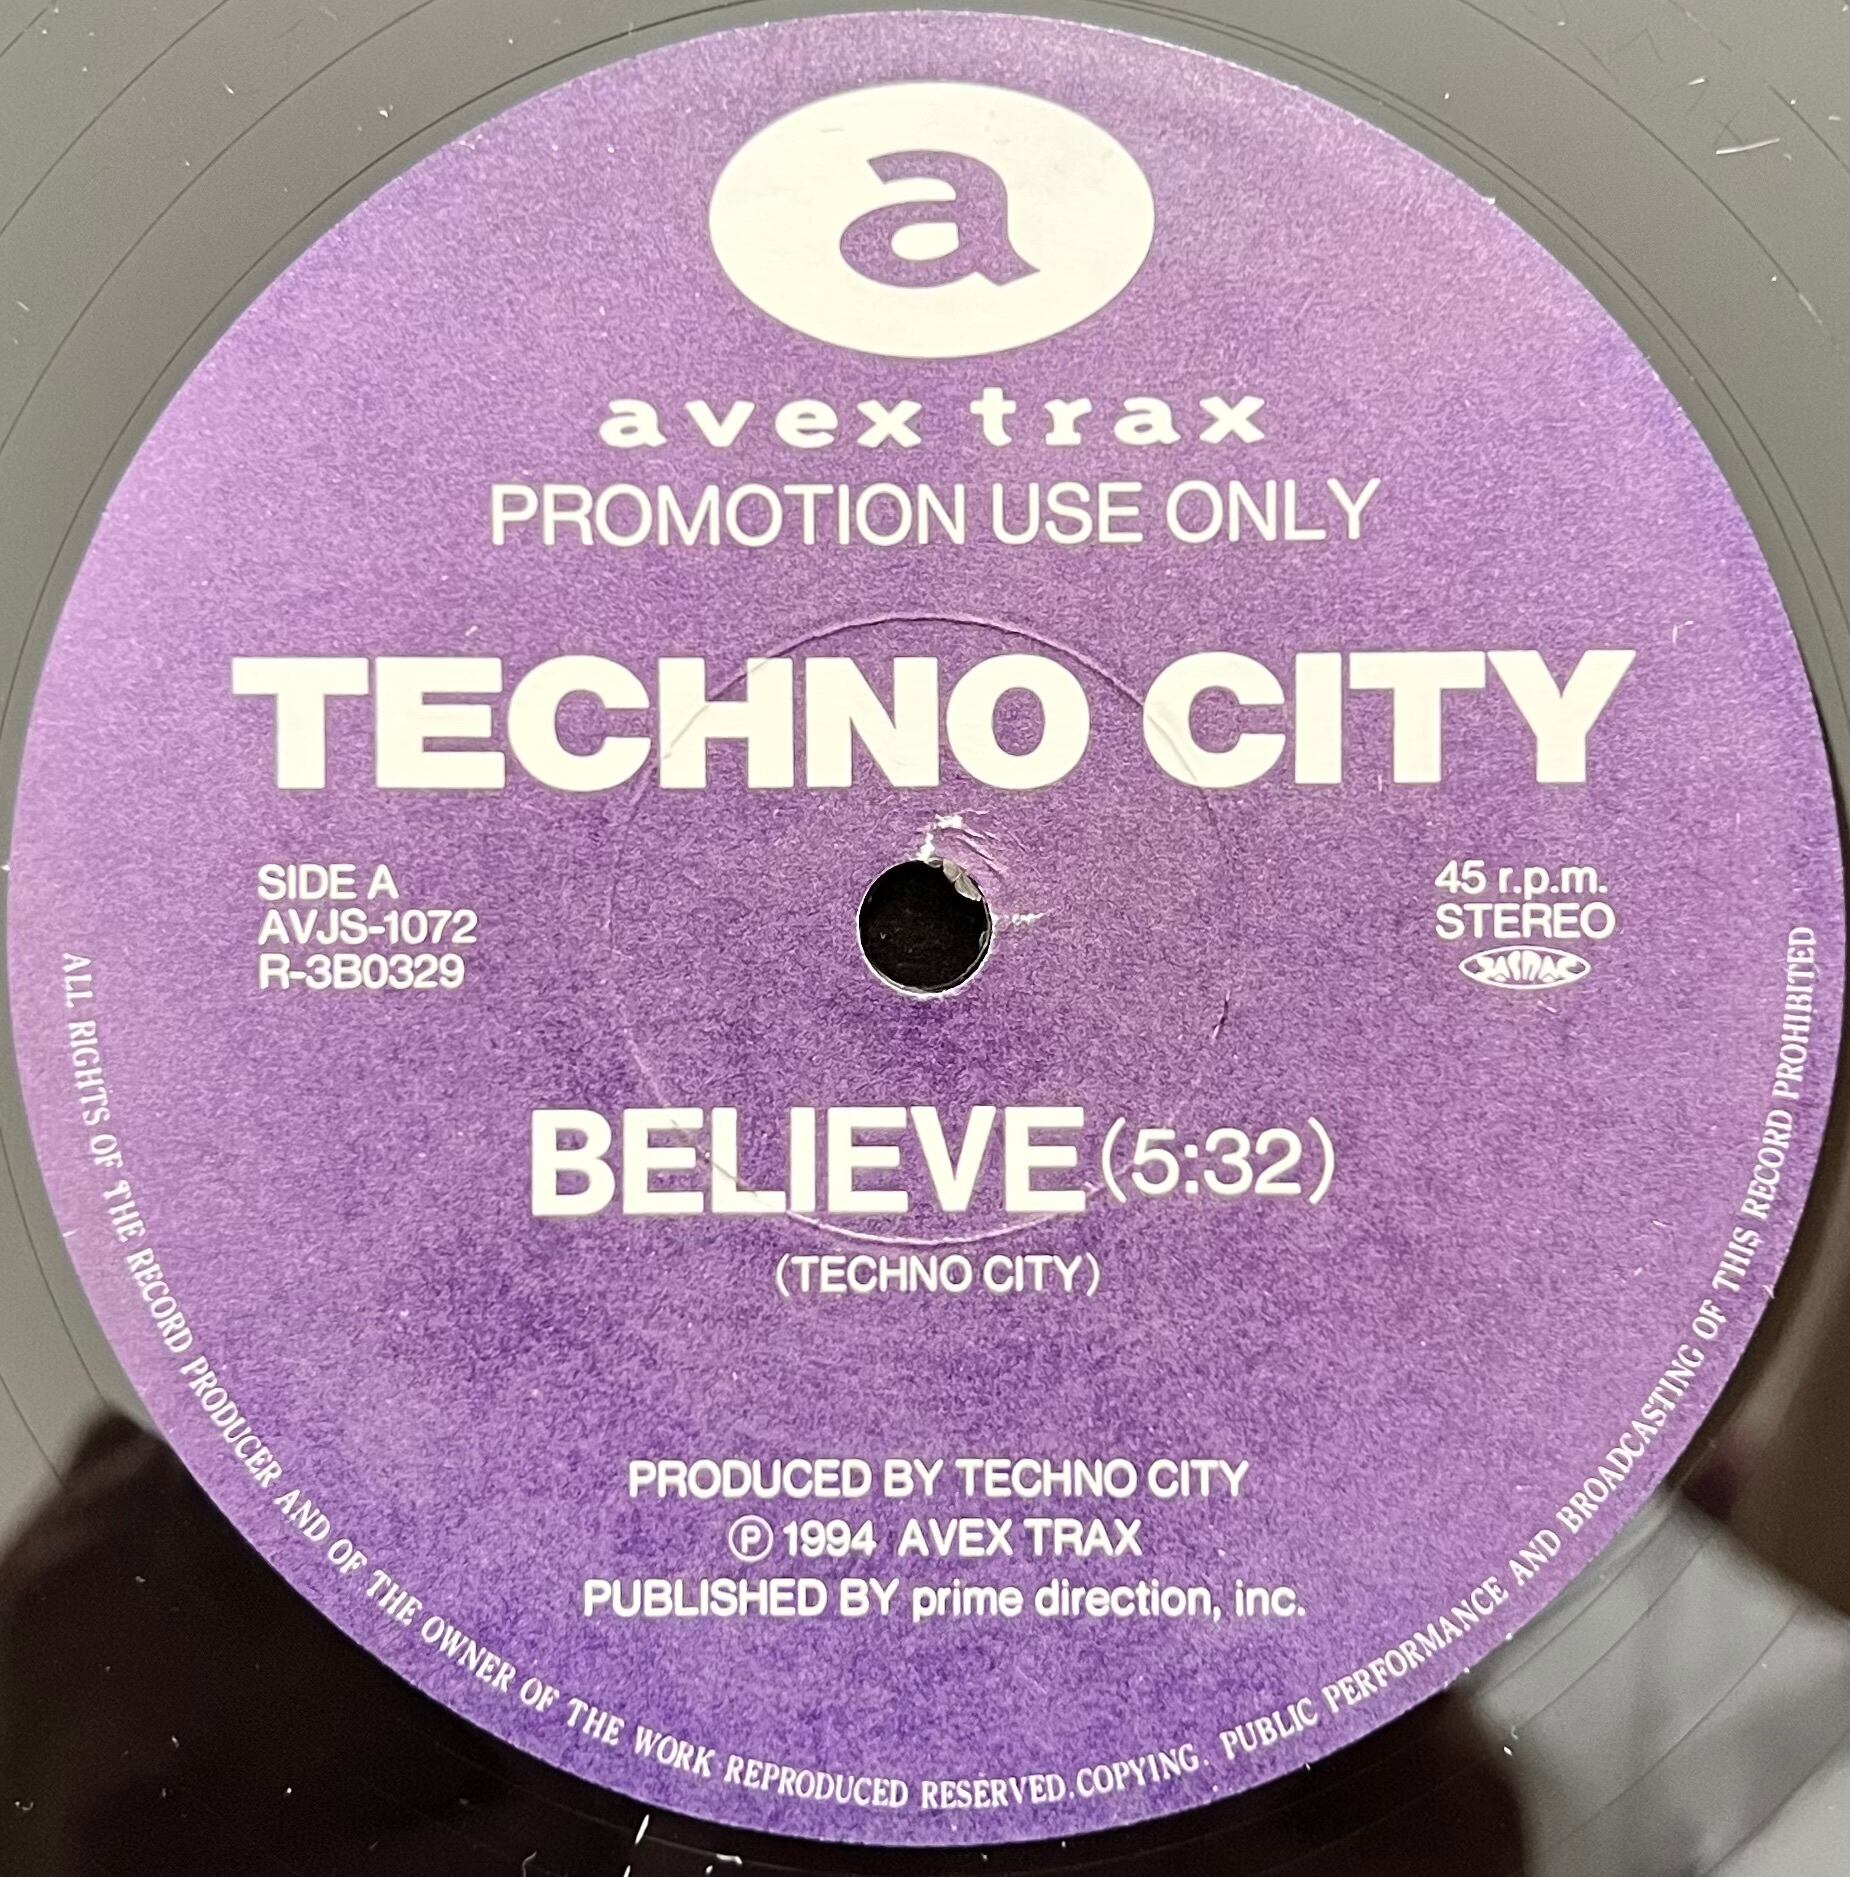 a
avex trax
PROMOTION USE ONLY
TECHNO CITY
SIDE A
AVJS-1072
R-3B0329
45 r.p.m.
STEREO
JASRAC
BELIEVE (5:32)
(TECHNO CITY)
PRODUCED BY TECHNO CITY
Ⓟ 1994 AVEX TRAX
PUBLISHED BY prime direction, inc.
ALL RIGHTS OF THE RECORD PRODUCER AND OF THE OWNER OF THE WORK REPRODUCED RESERVED. COPYING. PUBLIC PERFORMANCE AND BROADCASTING OF THIS RECORD PROHIBITED